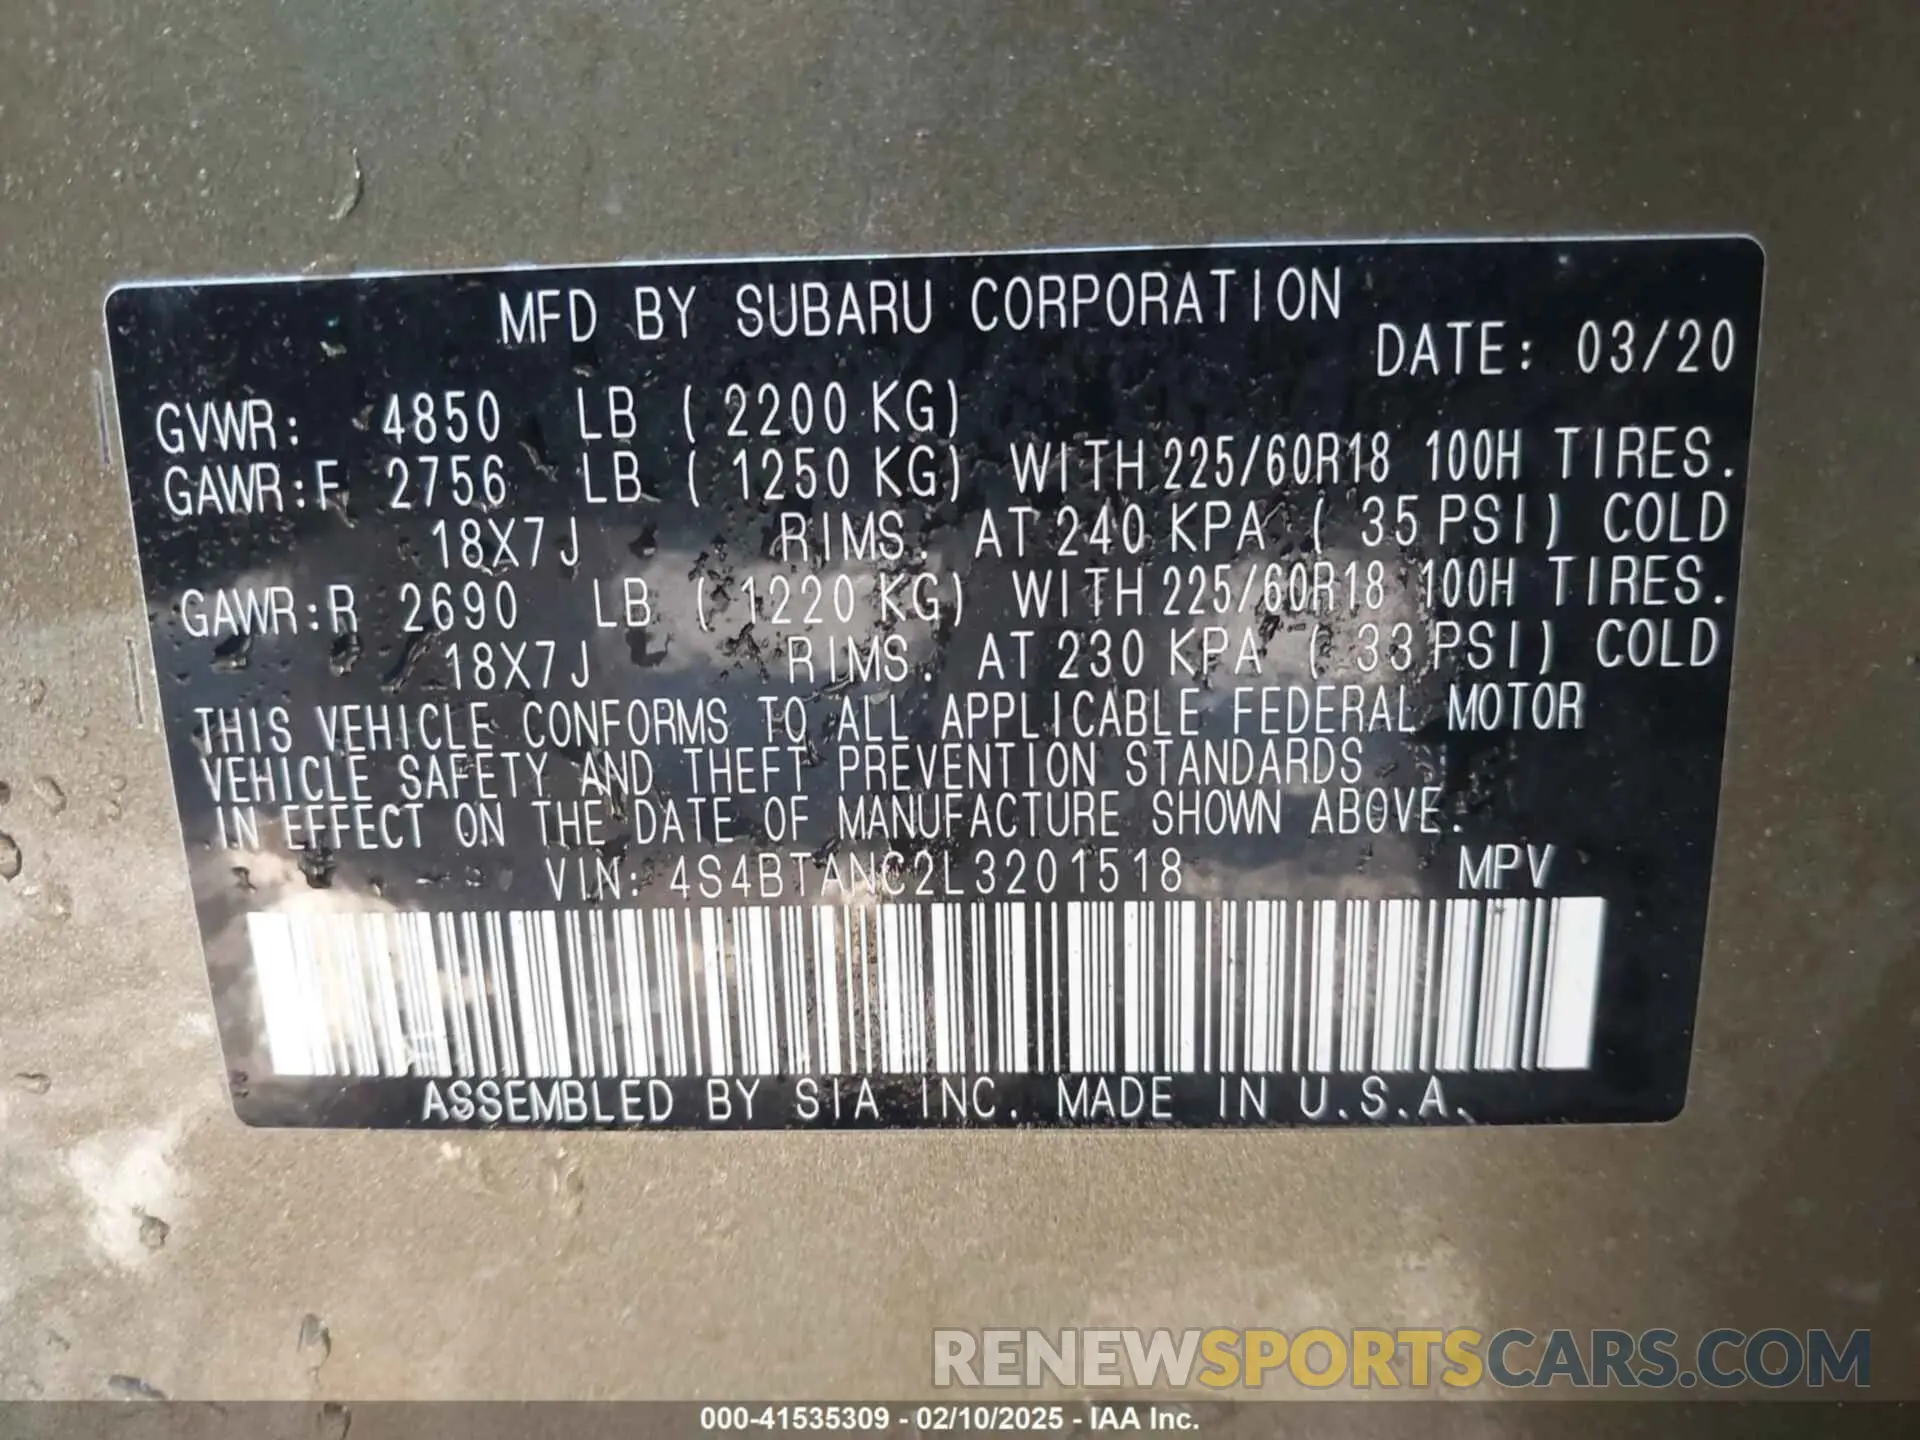 MFD BY SUBARU CORPORATION
DATE: 03/20
GVWR: 4850 LB ( 2200 KG)
GAWR:F 2756 LB ( 1250 KG) WITH 225/60R18 100H TIRES.
18X7J RIMS. AT 240 KPA ( 35 PSI) COLD
GAWR:R 2690 LB ( 1220 KG) WITH 225/60R18 100H TIRES.
18X7J RIMS. AT 230 KPA ( 33 PSI) COLD
THIS VEHICLE CONFORMS TO ALL APPLICABLE FEDERAL MOTOR
VEHICLE SAFETY AND THEFT PREVENTION STANDARDS
IN EFFECT ON THE DATE OF MANUFACTURE SHOWN ABOVE.
VIN: 4S4BTANC2L3201518 MPV
ASSEMBLED BY SIA INC. MADE IN U.S.A.
RENEWSPORTSCARS.COM
000-41535309 - 02/10/2025 - IAA Inc.